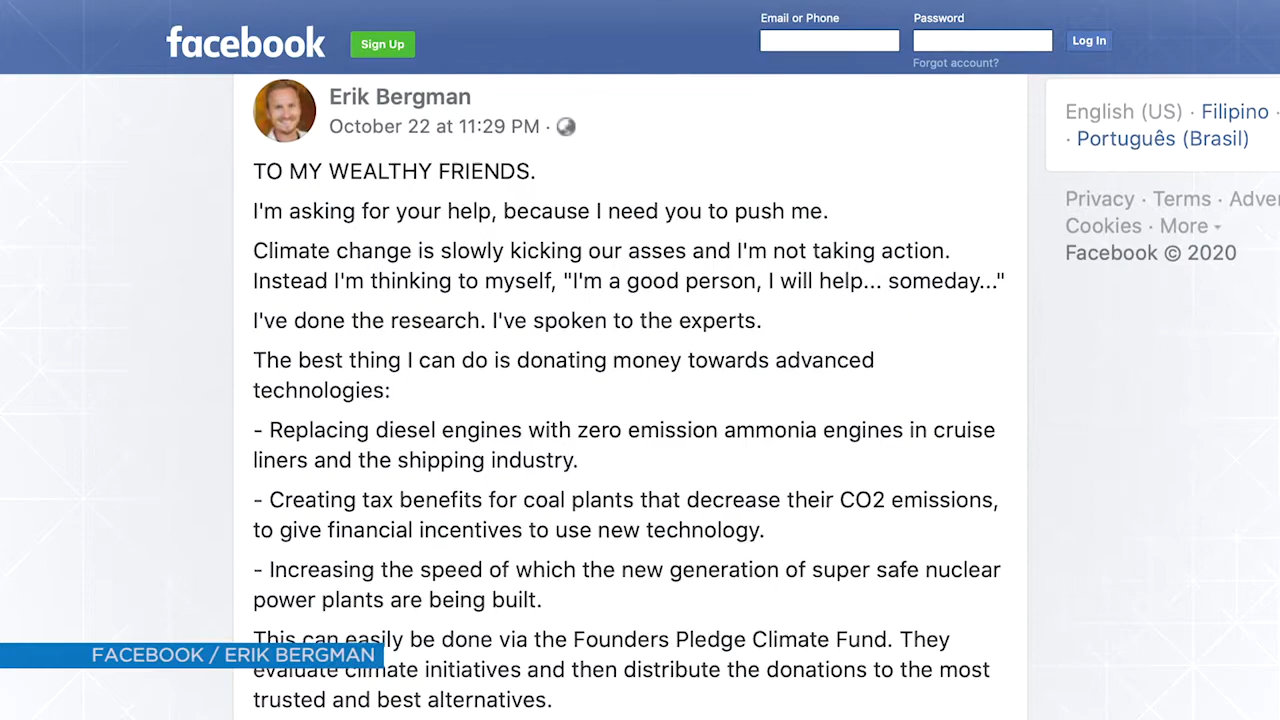 facebook
Sign Up
Email or Phone
Password
Log In
Forgot account?
Erik Bergman
October 22 at 11:29 PM ·
TO MY WEALTHY FRIENDS.
I'm asking for your help, because I need you to push me.
Climate change is slowly kicking our asses and I'm not taking action.
Instead I'm thinking to myself, "I'm a good person, I will help... someday..."
I've done the research. I've spoken to the experts.
The best thing I can do is donating money towards advanced
technologies:
- Replacing diesel engines with zero emission ammonia engines in cruise
liners and the shipping industry.
- Creating tax benefits for coal plants that decrease their CO2 emissions,
to give financial incentives to use new technology.
- Increasing the speed of which the new generation of super safe nuclear
power plants are being built.
This can easily be done via the Founders Pledge Climate Fund. They
evaluate climate initiatives and then distribute the donations to the most
trusted and best alternatives.
FACEBOOK / ERIK BERGMAN
English (US) · Filipino ·
· Português (Brasil)
Privacy · Terms · Adver
Cookies · More
Facebook © 2020